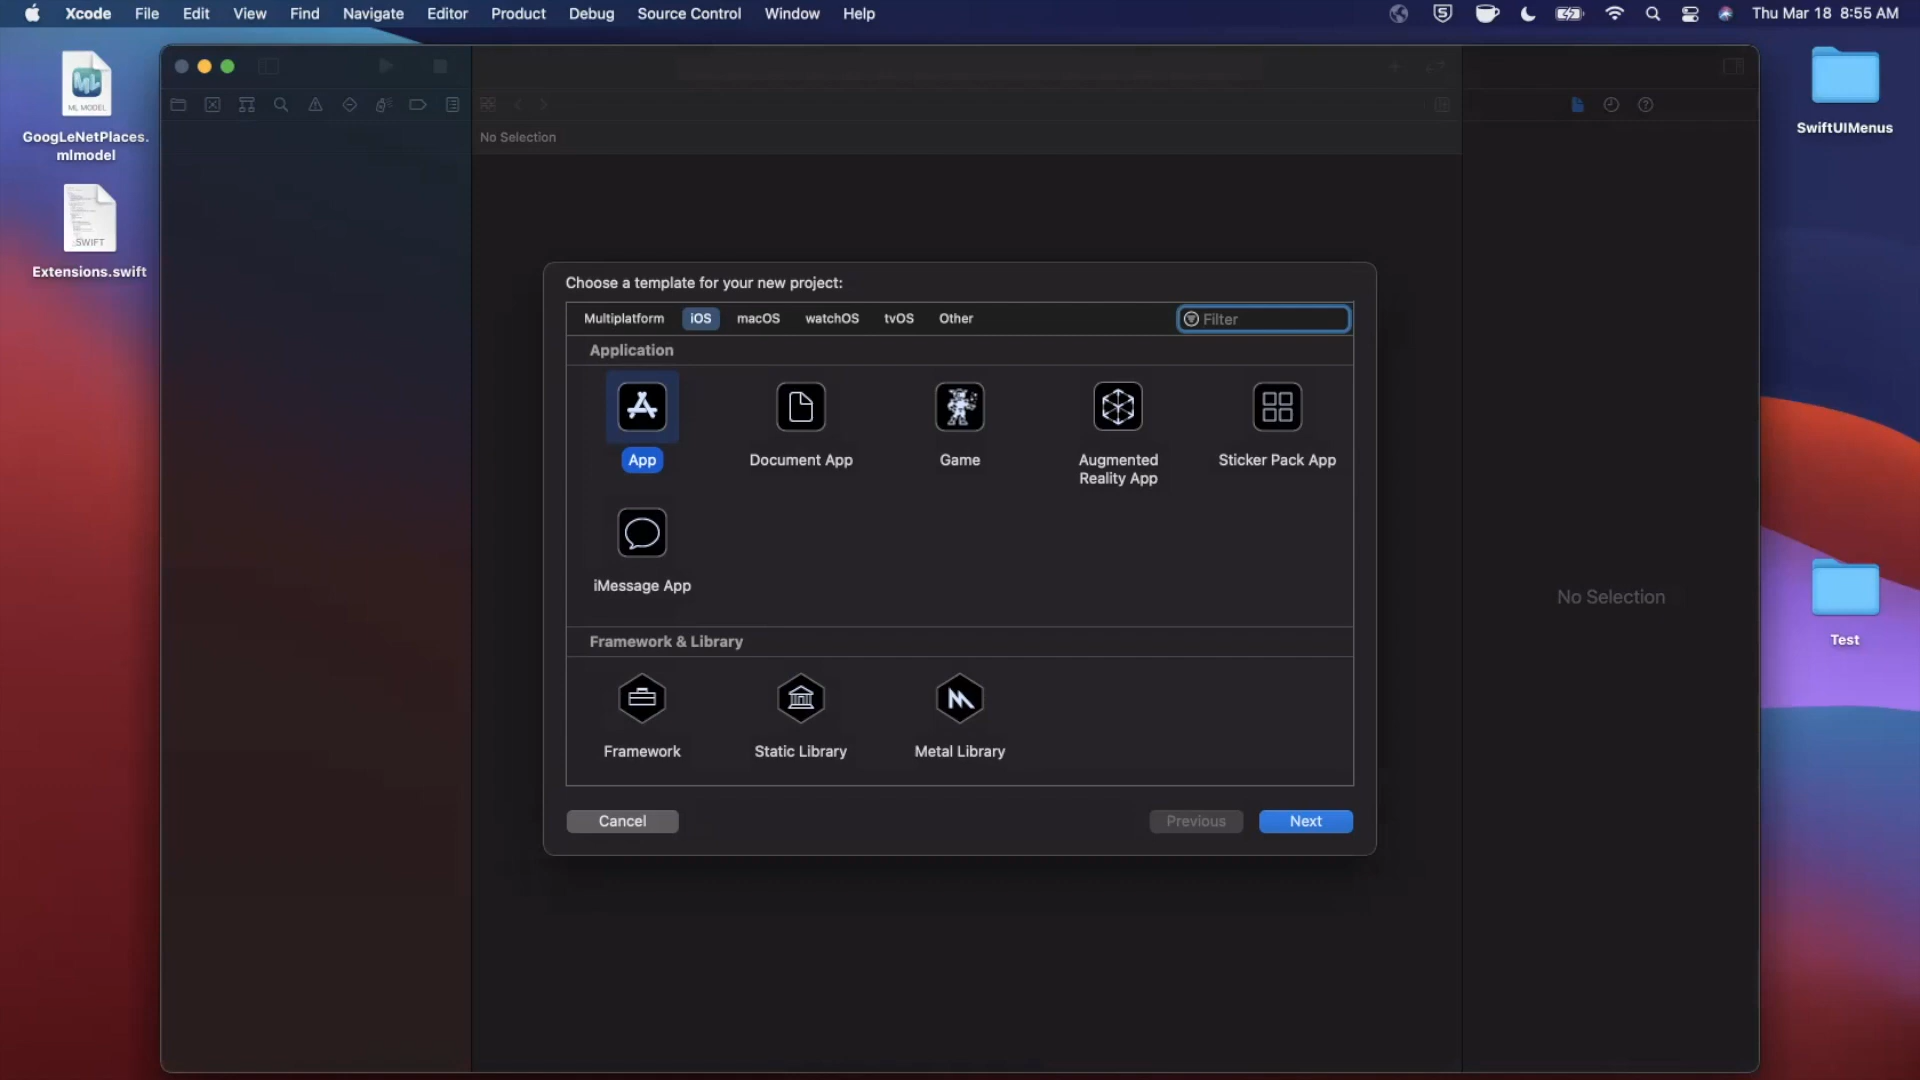 Xcode File Edit View Find Navigate Editor Product Debug Source Control Window Help Thu Mar 18 8:55 AM
ML MODEL
GoogLeNetPlaces.
mlmodel
SWIFT
Extensions.swift
SwiftUIMenus
Test
No Selection
Choose a template for your new project:
Multiplatform iOS macOS watchOS tvOS Other Filter
Application
App Document App Game Augmented Sticker Pack App
Reality App
iMessage App
Framework & Library
Framework Static Library Metal Library
Cancel Previous Next
No Selection